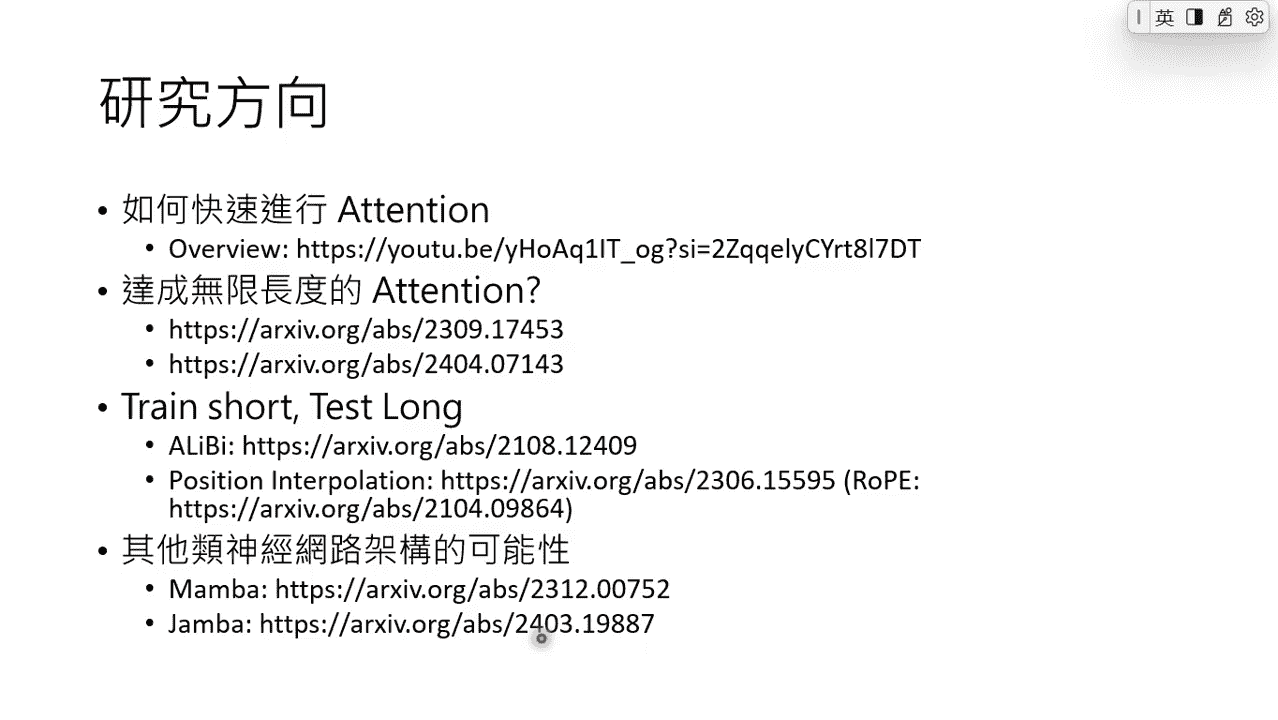 英
研究方向
• 如何快速進行 Attention
• Overview: https://youtu.be/yHoAq1IT_og?si=2ZqqelyCYrt8l7DT
• 達成無限長度的 Attention?
• https://arxiv.org/abs/2309.17453
• https://arxiv.org/abs/2404.07143
• Train short, Test Long
• ALiBi: https://arxiv.org/abs/2108.12409
• Position Interpolation: https://arxiv.org/abs/2306.15595 (RoPE:
https://arxiv.org/abs/2104.09864)
• 其他類神經網路架構的可能性
• Mamba: https://arxiv.org/abs/2312.00752
• Jamba: https://arxiv.org/abs/2403.19887